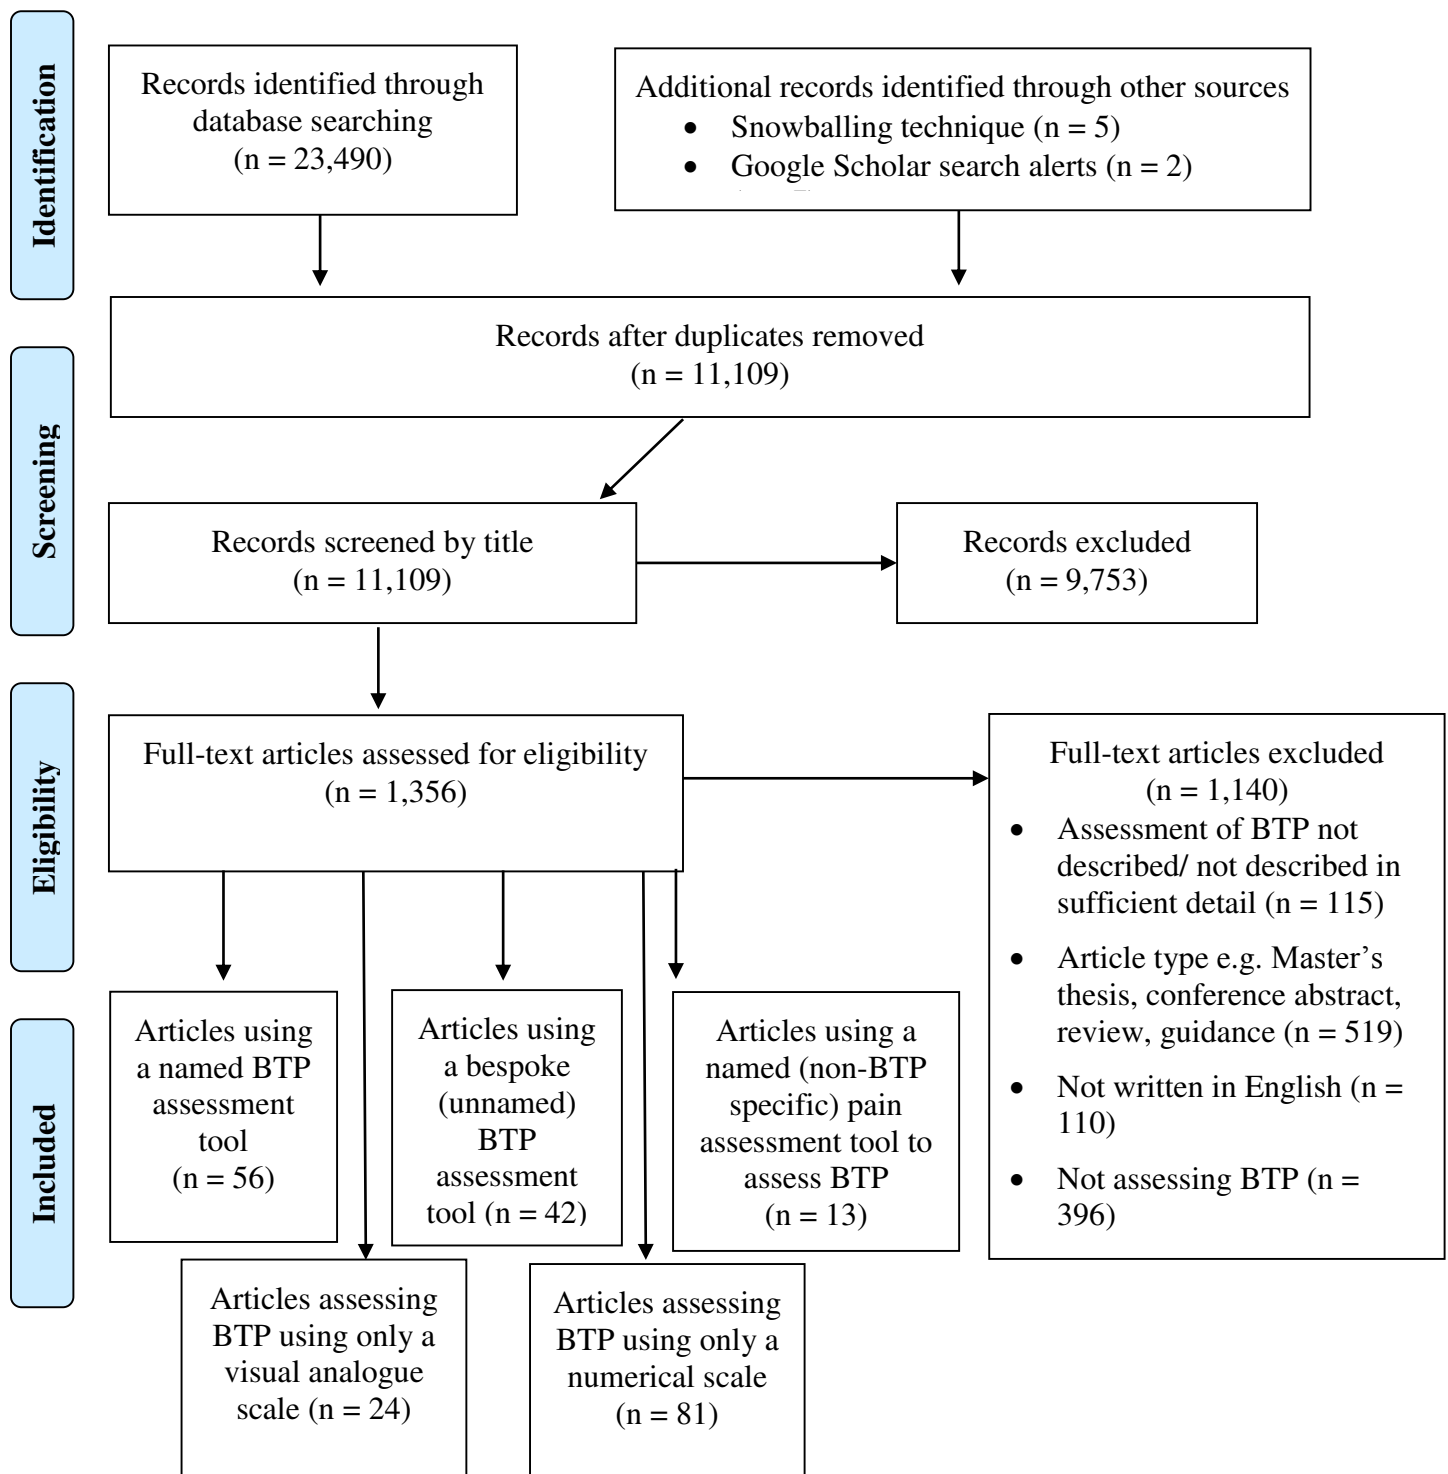 Identification
Records identified through
database searching
(n = 23,490)
Additional records identified through other sources
• Snowballing technique (n = 5)
• Google Scholar search alerts (n = 2)
Records after duplicates removed
(n = 11,109)
Screening
Records screened by title
(n = 11,109)
Records excluded
(n = 9,753)
Eligibility
Full-text articles assessed for eligibility
(n = 1,356)
Full-text articles excluded
(n = 1,140)
• Assessment of BTP not
described/ not described in
sufficient detail (n = 115)
• Article type e.g. Master's
thesis, conference abstract,
review, guidance (n = 519)
• Not written in English (n =
110)
• Not assessing BTP (n =
396)
Included
Articles using
a named BTP
assessment
tool
(n = 56)
Articles using
a bespoke
(unnamed)
BTP
assessment
tool (n = 42)
Articles using a
named (non-BTP
specific) pain
assessment tool to
assess BTP
(n = 13)
Articles assessing
BTP using only a
visual analogue
scale (n = 24)
Articles assessing
BTP using only a
numerical scale
(n = 81)